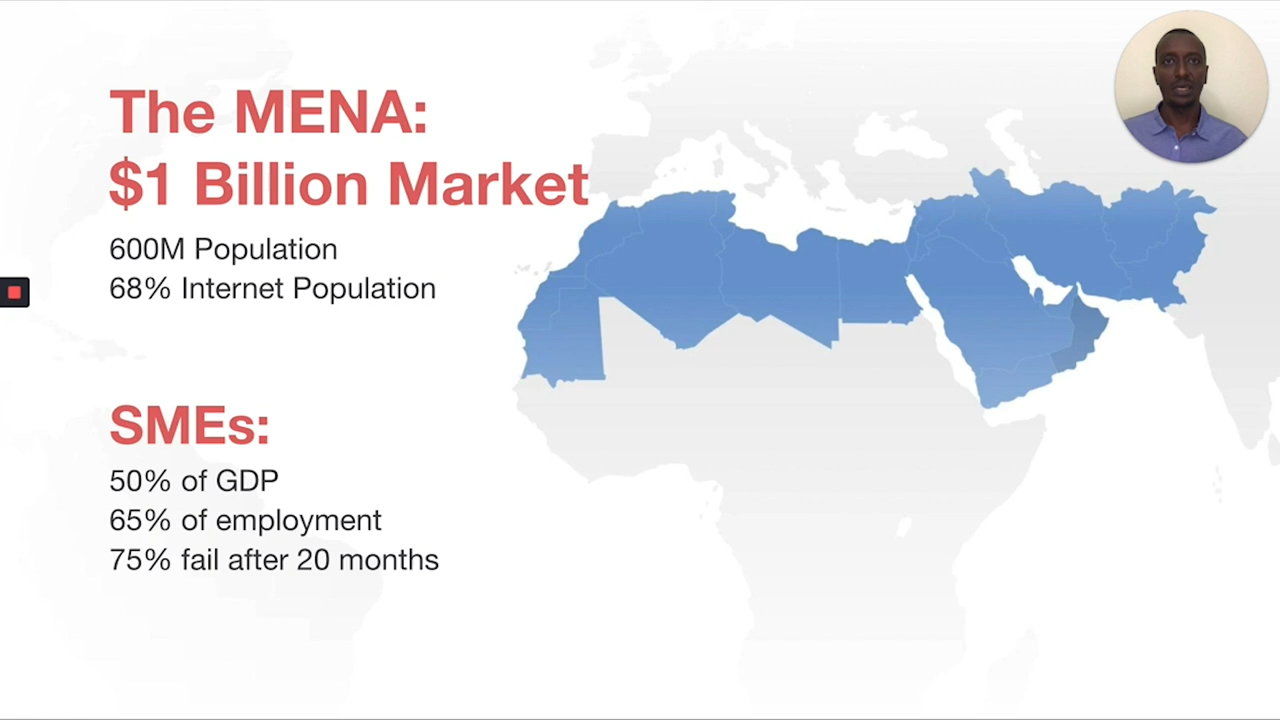 The MENA:
$1 Billion Market
600M Population
68% Internet Population
SMEs:
50% of GDP
65% of employment
75% fail after 20 months